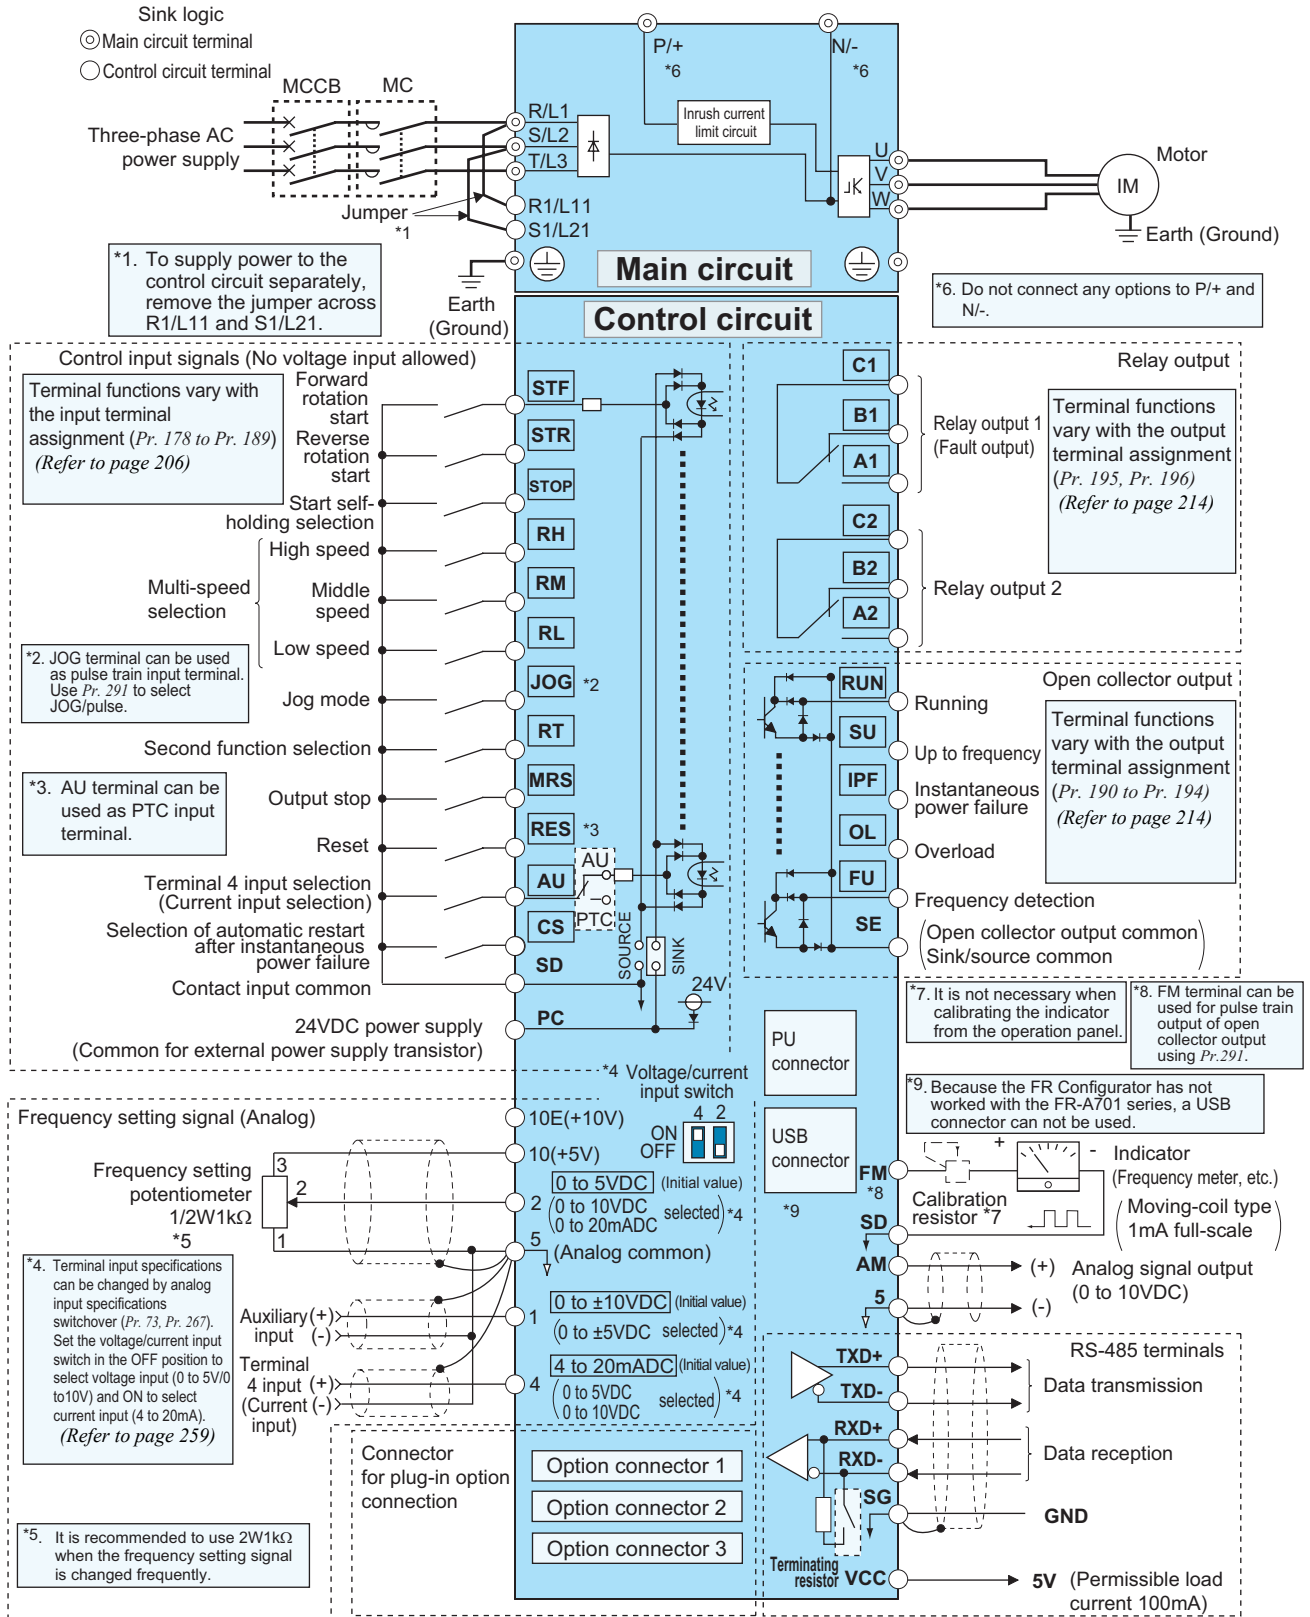 Sink logic
Main circuit terminal
Control circuit terminal
MCCB
MC
Three-phase AC
power supply
Jumper
*1
R/L1
S/L2
T/L3
R1/L11
S1/L21
P/+
*6
N/-
*6
Inrush current
limit circuit
U
V
W
IM
Motor
Earth (Ground)
Earth
(Ground)
Main circuit
*1. To supply power to the
control circuit separately,
remove the jumper across
R1/L11 and S1/L21.
*6. Do not connect any options to P/+ and
N/-.
Control circuit
Control input signals (No voltage input allowed)
Terminal functions vary with
the input terminal
assignment (Pr. 178 to Pr. 189)
(Refer to page 206)
Forward
rotation
start
Reverse
rotation
start
Start self-
holding selection
Multi-speed
selection
High speed
Middle
speed
Low speed
Jog mode
Second function selection
Output stop
Reset
Terminal 4 input selection
(Current input selection)
Selection of automatic restart
after instantaneous
power failure
Contact input common
24VDC power supply
(Common for external power supply transistor)
*2. JOG terminal can be used
as pulse train input terminal.
Use Pr. 291 to select
JOG/pulse.
*3. AU terminal can be
used as PTC input
terminal.
STF
STR
STOP
RH
RM
RL
JOG *2
RT
MRS
RES *3
AU
CS
SD
PC
AU
PTC
SOURCE
SINK
24V
Relay output
C1
B1
A1
Relay output 1
(Fault output)
C2
B2
A2
Relay output 2
Terminal functions
vary with the output
terminal assignment
(Pr. 195, Pr. 196)
(Refer to page 214)
Open collector output
RUN
SU
IPF
OL
FU
SE
Running
Up to frequency
Instantaneous
power failure
Overload
Frequency detection
Open collector output common
Sink/source common
Terminal functions
vary with the output
terminal assignment
(Pr. 190 to Pr. 194)
(Refer to page 214)
*7. It is not necessary when
calibrating the indicator
from the operation panel.
*8. FM terminal can be
used for pulse train
output of open
collector output
using Pr.291.
*9. Because the FR Configurator has not
worked with the FR-A701 series, a USB
connector can not be used.
PU
connector
USB
connector
*9
*4 Voltage/current
input switch
4 2
ON
OFF
Frequency setting signal (Analog)
Frequency setting
potentiometer
1/2W1kΩ
*5
3
2
1
10E(+10V)
10(+5V)
2
0 to 5VDC (Initial value)
0 to 10VDC
0 to 20mADC
selected *4
5
(Analog common)
Auxiliary (+)
input (-)
1
0 to ±10VDC (Initial value)
(0 to ±5VDC selected) *4
Terminal
4 input (+)
(Current (-)
input)
4
4 to 20mADC (Initial value)
0 to 5VDC
0 to 10VDC
selected *4
*4. Terminal input specifications
can be changed by analog
input specifications
switchover (Pr. 73, Pr. 267).
Set the voltage/current input
switch in the OFF position to
select voltage input (0 to 5V/0
to10V) and ON to select
current input (4 to 20mA).
(Refer to page 259)
*5. It is recommended to use 2W1kΩ
when the frequency setting signal
is changed frequently.
Connector
for plug-in option
connection
Option connector 1
Option connector 2
Option connector 3
FM
*8
SD
AM
5
+
-
Indicator
(Frequency meter, etc.)
Calibration
resistor *7
Moving-coil type
1mA full-scale
(+)
(-)
Analog signal output
(0 to 10VDC)
RS-485 terminals
TXD+
TXD-
RXD+
RXD-
SG
VCC
Data transmission
Data reception
GND
Terminating
resistor
5V (Permissible load
current 100mA)